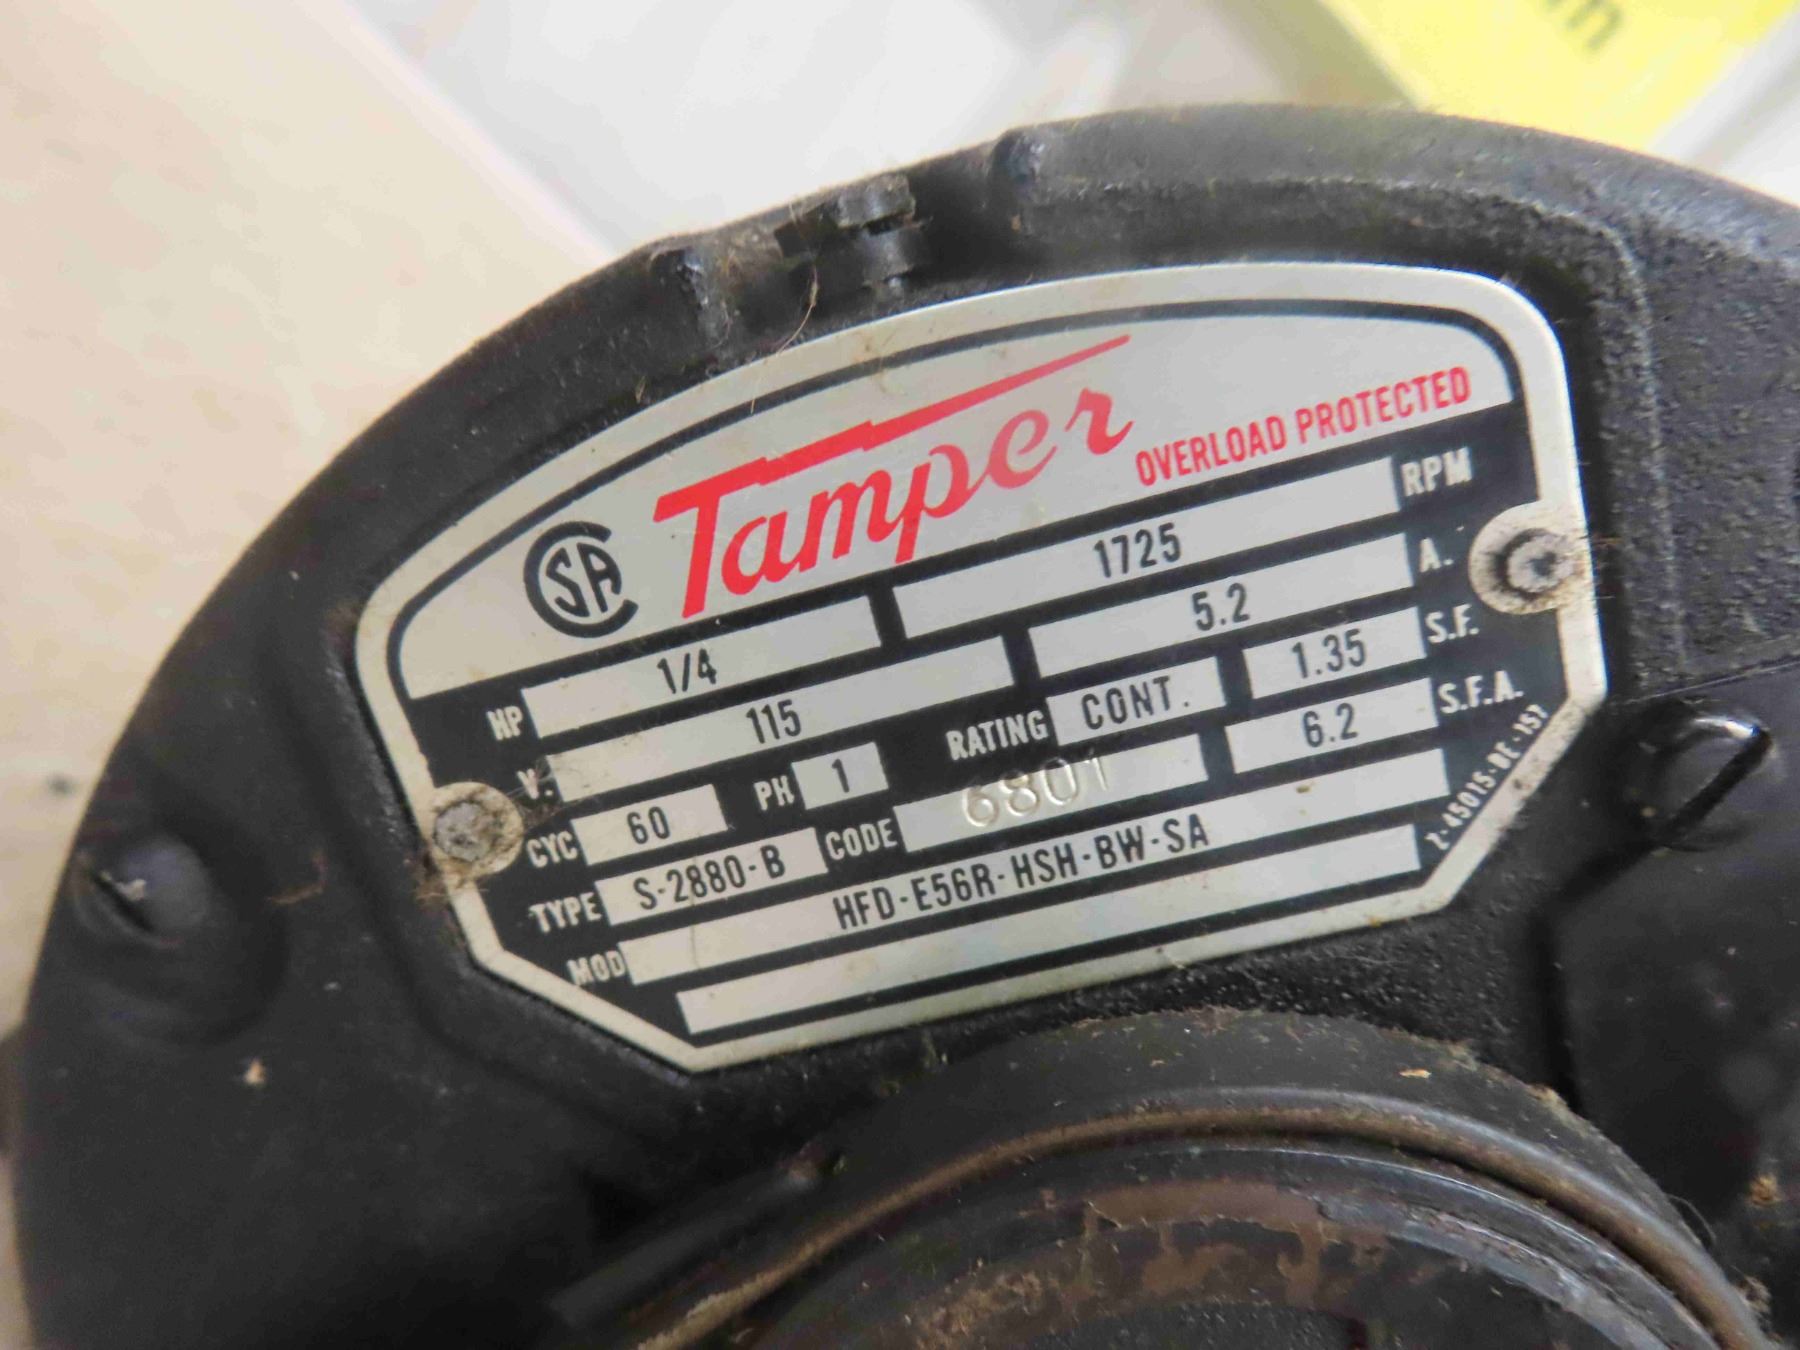 CSA Tamper OVERLOAD PROTECTED
HP 1/4 1725 RPM
V. 115 5.2 A.
CYC 60 PH 1 RATING CONT. 1.35 S.F.
TYPE S-2880-B CODE 6801 6.2 S.F.A.
MOD HFD-E56R-HSH-BW-SA